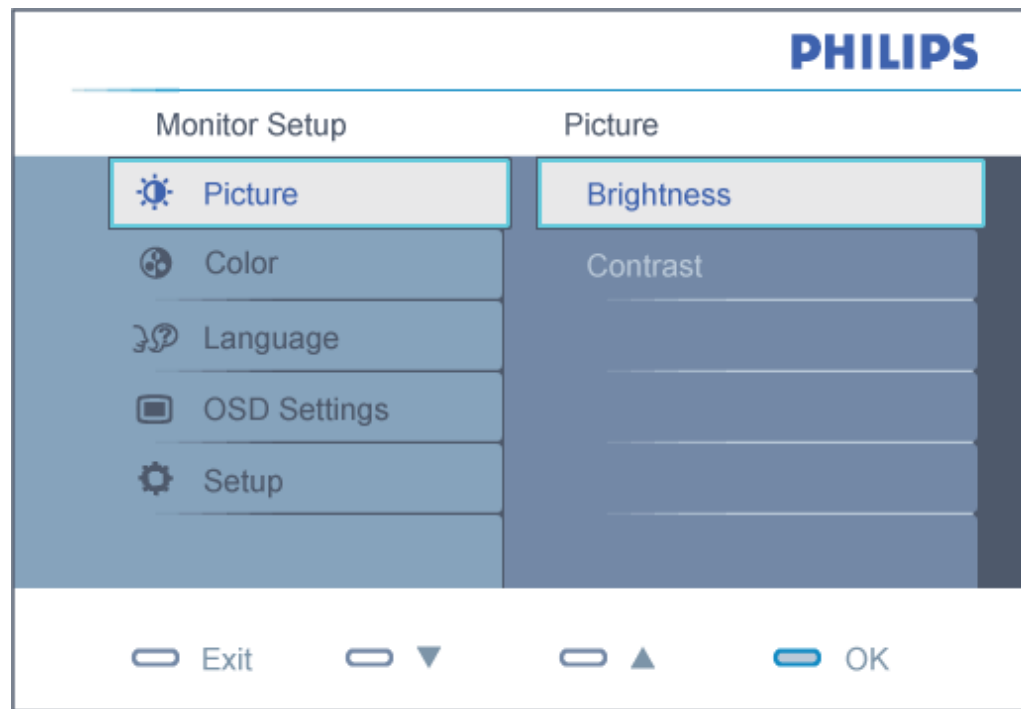 PHILIPS
Monitor Setup
Picture
Picture
Brightness
Color
Contrast
Language
OSD Settings
Setup
Exit ▼ ▲ OK